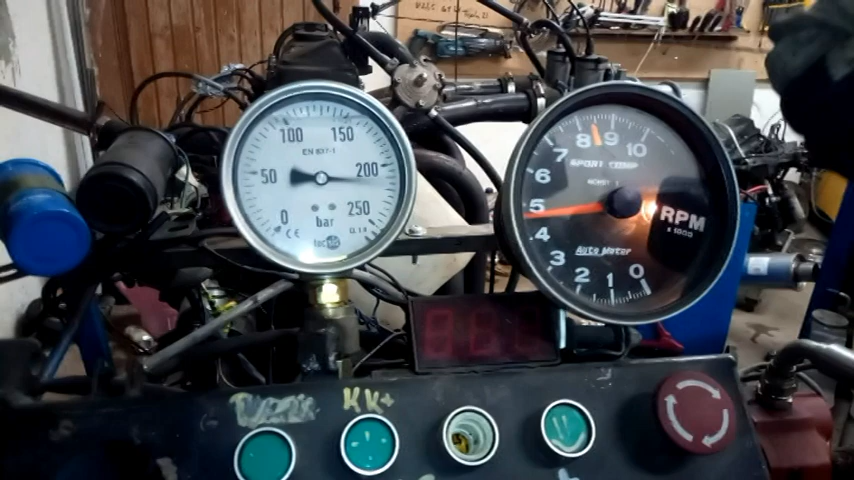 100 150
EN 837-1
50 200
0 bar 250
CE
8 9
7 10
SPORT COMP
6
5
RPM
x 1000
4
Auto Meter
3
2 1 0
KK+